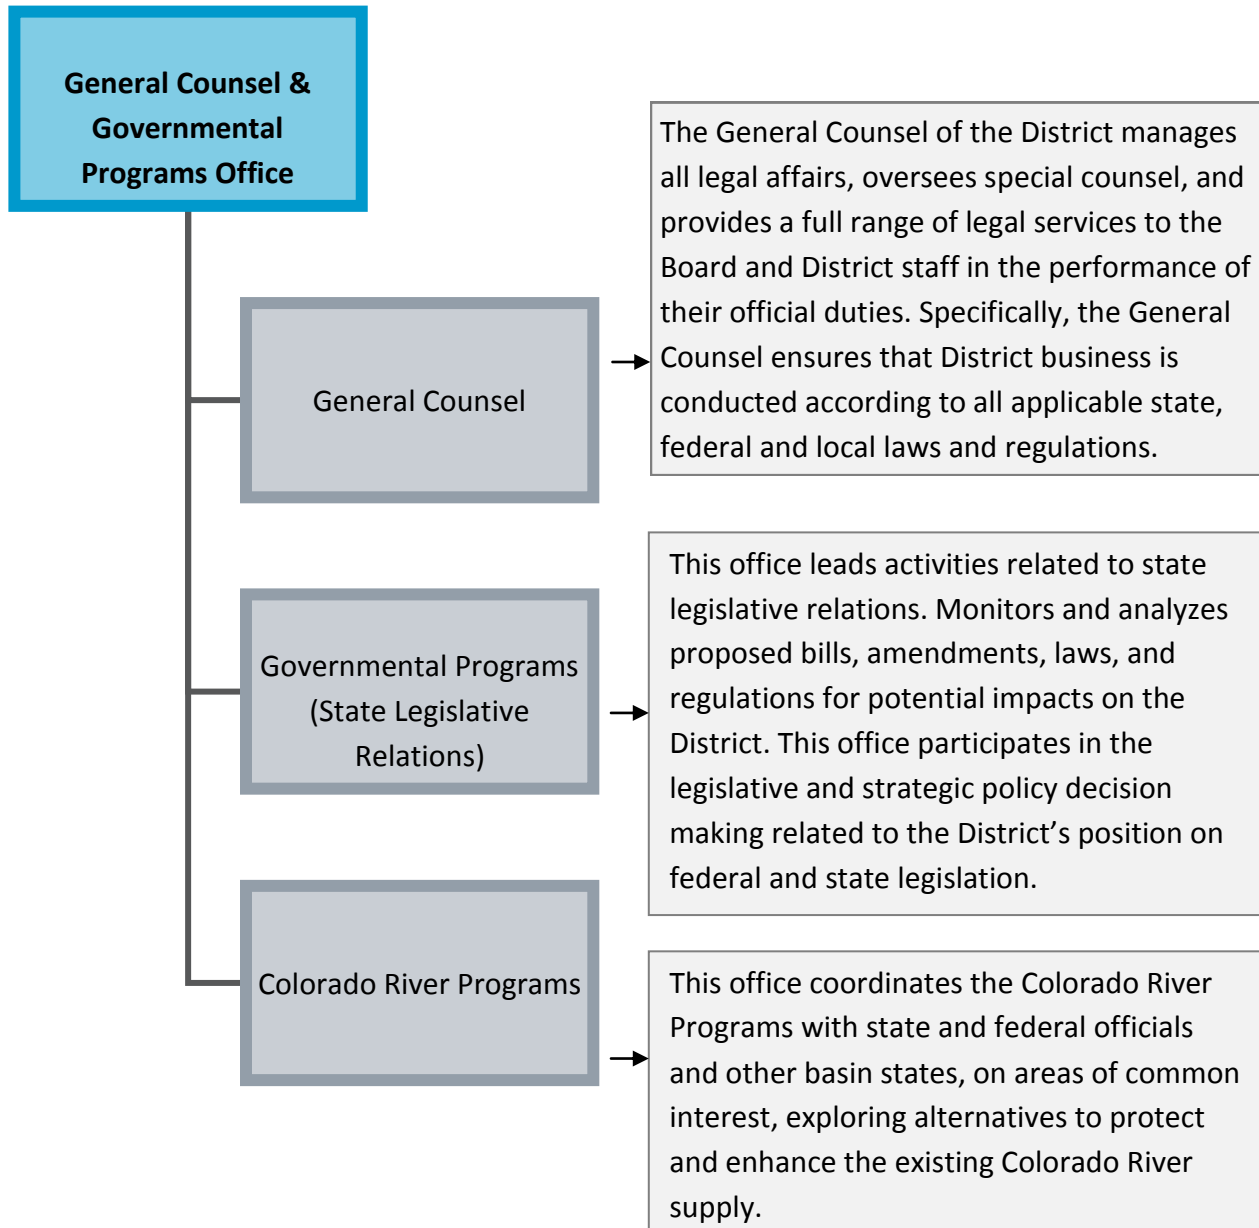 General Counsel &
Governmental
Programs Office
The General Counsel of the District manages
all legal affairs, oversees special counsel, and
provides a full range of legal services to the
Board and District staff in the performance of
their official duties. Specifically, the General
Counsel ensures that District business is
conducted according to all applicable state,
federal and local laws and regulations.
General Counsel
This office leads activities related to state
legislative relations. Monitors and analyzes
proposed bills, amendments, laws, and
regulations for potential impacts on the
District. This office participates in the
legislative and strategic policy decision
making related to the District’s position on
federal and state legislation.
Governmental Programs
(State Legislative
Relations)
Colorado River Programs
This office coordinates the Colorado River
Programs with state and federal officials
and other basin states, on areas of common
interest, exploring alternatives to protect
and enhance the existing Colorado River
supply.